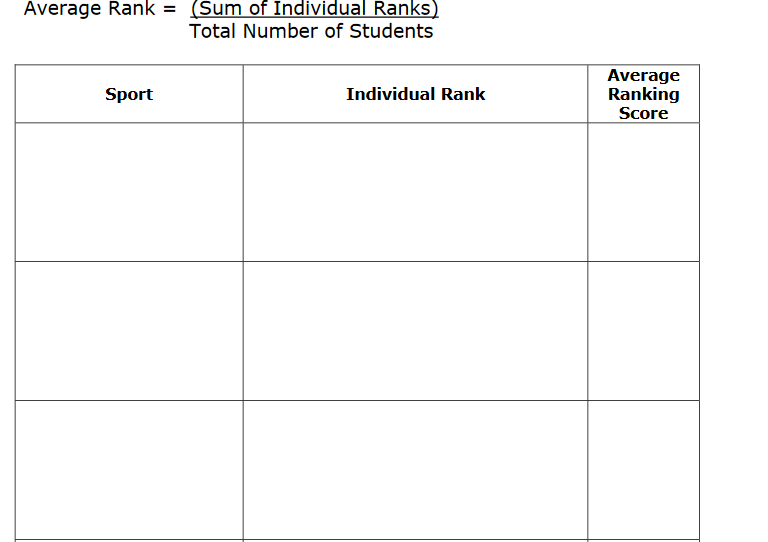 Average Rank = (Sum of Individual Ranks)
Total Number of Students
Sport
Individual Rank
Average
Ranking
Score